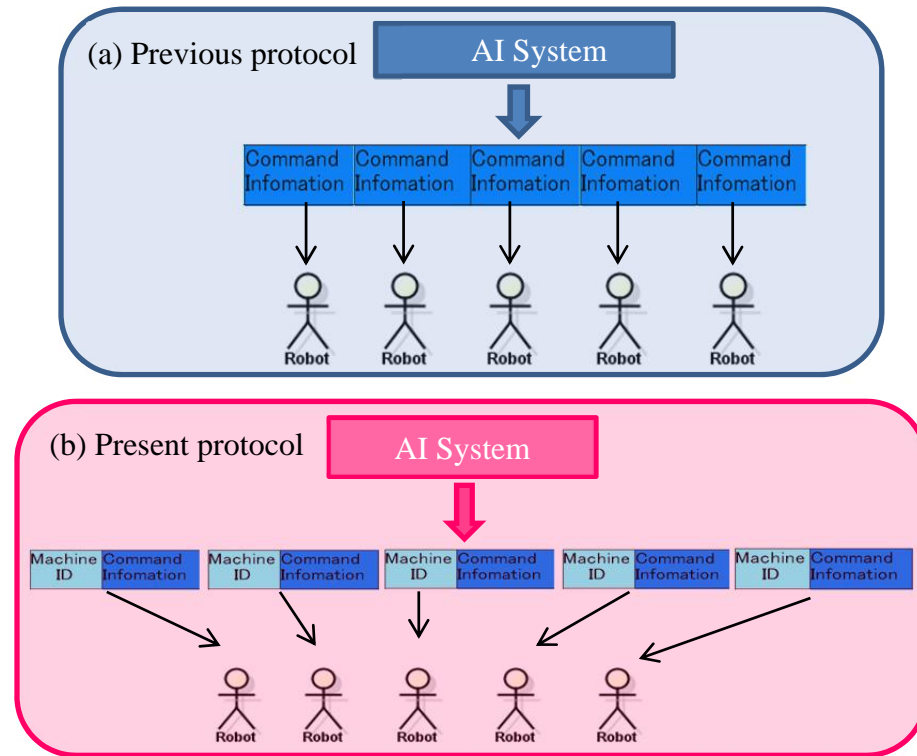 (a) Previous protocol
AI System
Command Command Command Command Command
Infomation Infomation Infomation Infomation Infomation
Robot Robot Robot Robot Robot
(b) Present protocol
AI System
Machine Command Machine Command Machine Command Machine Command Machine Command
ID Infomation ID Infomation ID Infomation ID Infomation ID Infomation
Robot Robot Robot Robot Robot